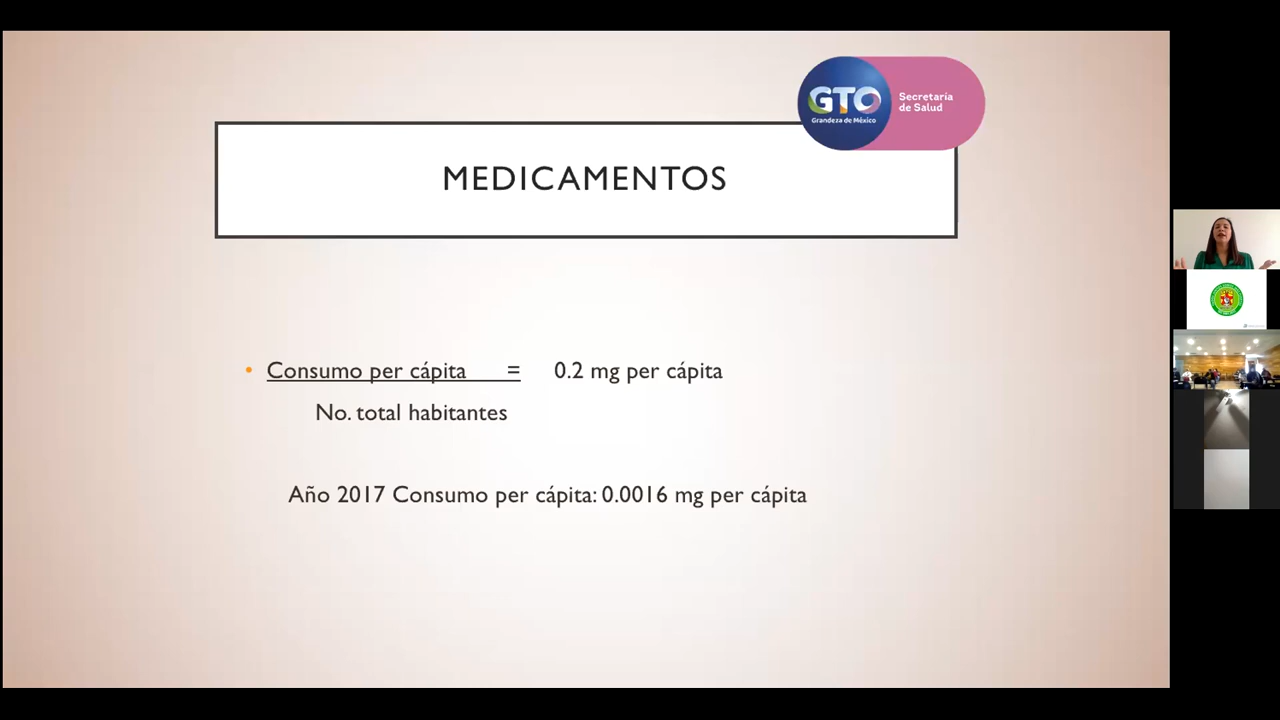 GTO
Grandeza de México
Secretaría
de Salud
MEDICAMENTOS
• Consumo per cápita = 0.2 mg per cápita
No. total habitantes
Año 2017 Consumo per cápita: 0.0016 mg per cápita